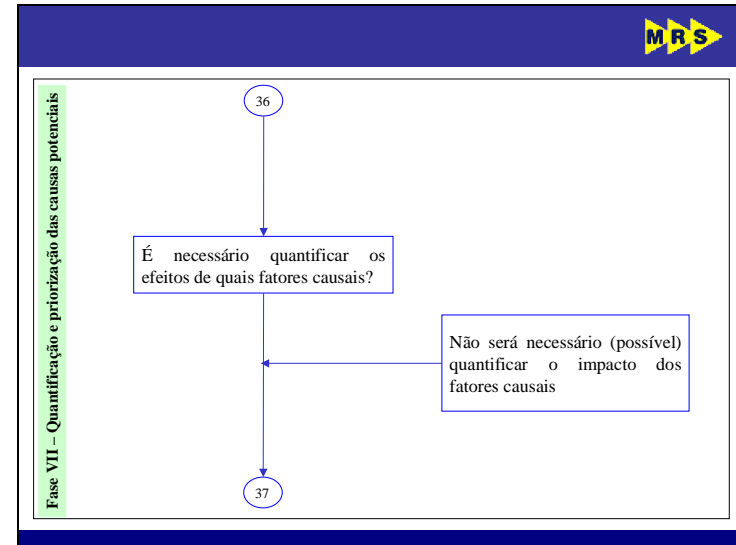 MRS
Fase VII – Quantificação e priorização das causas potenciais
36
É necessário quantificar os
efeitos de quais fatores causais?
Não será necessário (possível)
quantificar o impacto dos
fatores causais
37